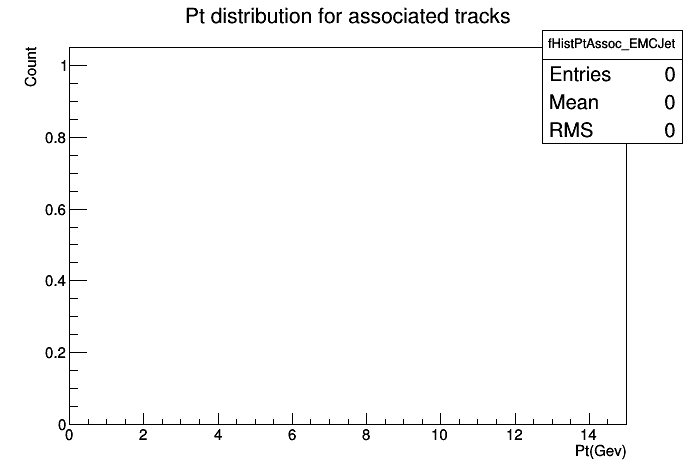 Pt distribution for associated tracks
fHistPtAssoc_EMCJet
Entries 0
Mean 0
RMS 0
Count
1
0.8
0.6
0.4
0.2
0
0 2 4 6 8 10 12 14
Pt(Gev)